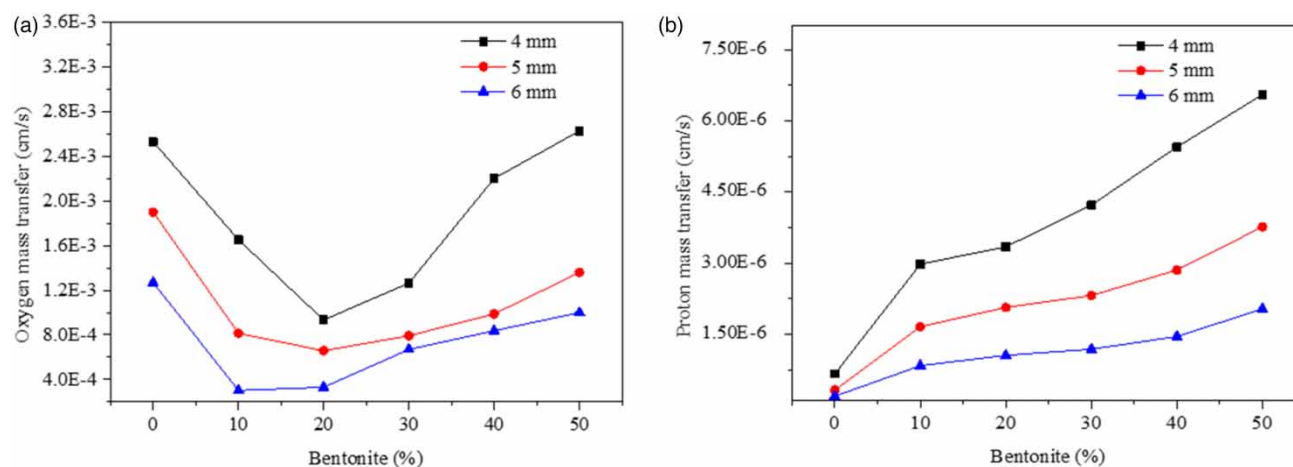 (a)
3.6E-3
3.2E-3
2.8E-3
2.4E-3
2.0E-3
1.6E-3
1.2E-3
8.0E-4
4.0E-4
Oxygen mass transfer (cm/s)
4 mm
5 mm
6 mm
0 10 20 30 40 50
Bentonite (%)
(b)
7.50E-6
6.00E-6
4.50E-6
3.00E-6
1.50E-6
Proton mass transfer (cm/s)
4 mm
5 mm
6 mm
0 10 20 30 40 50
Bentonite (%)